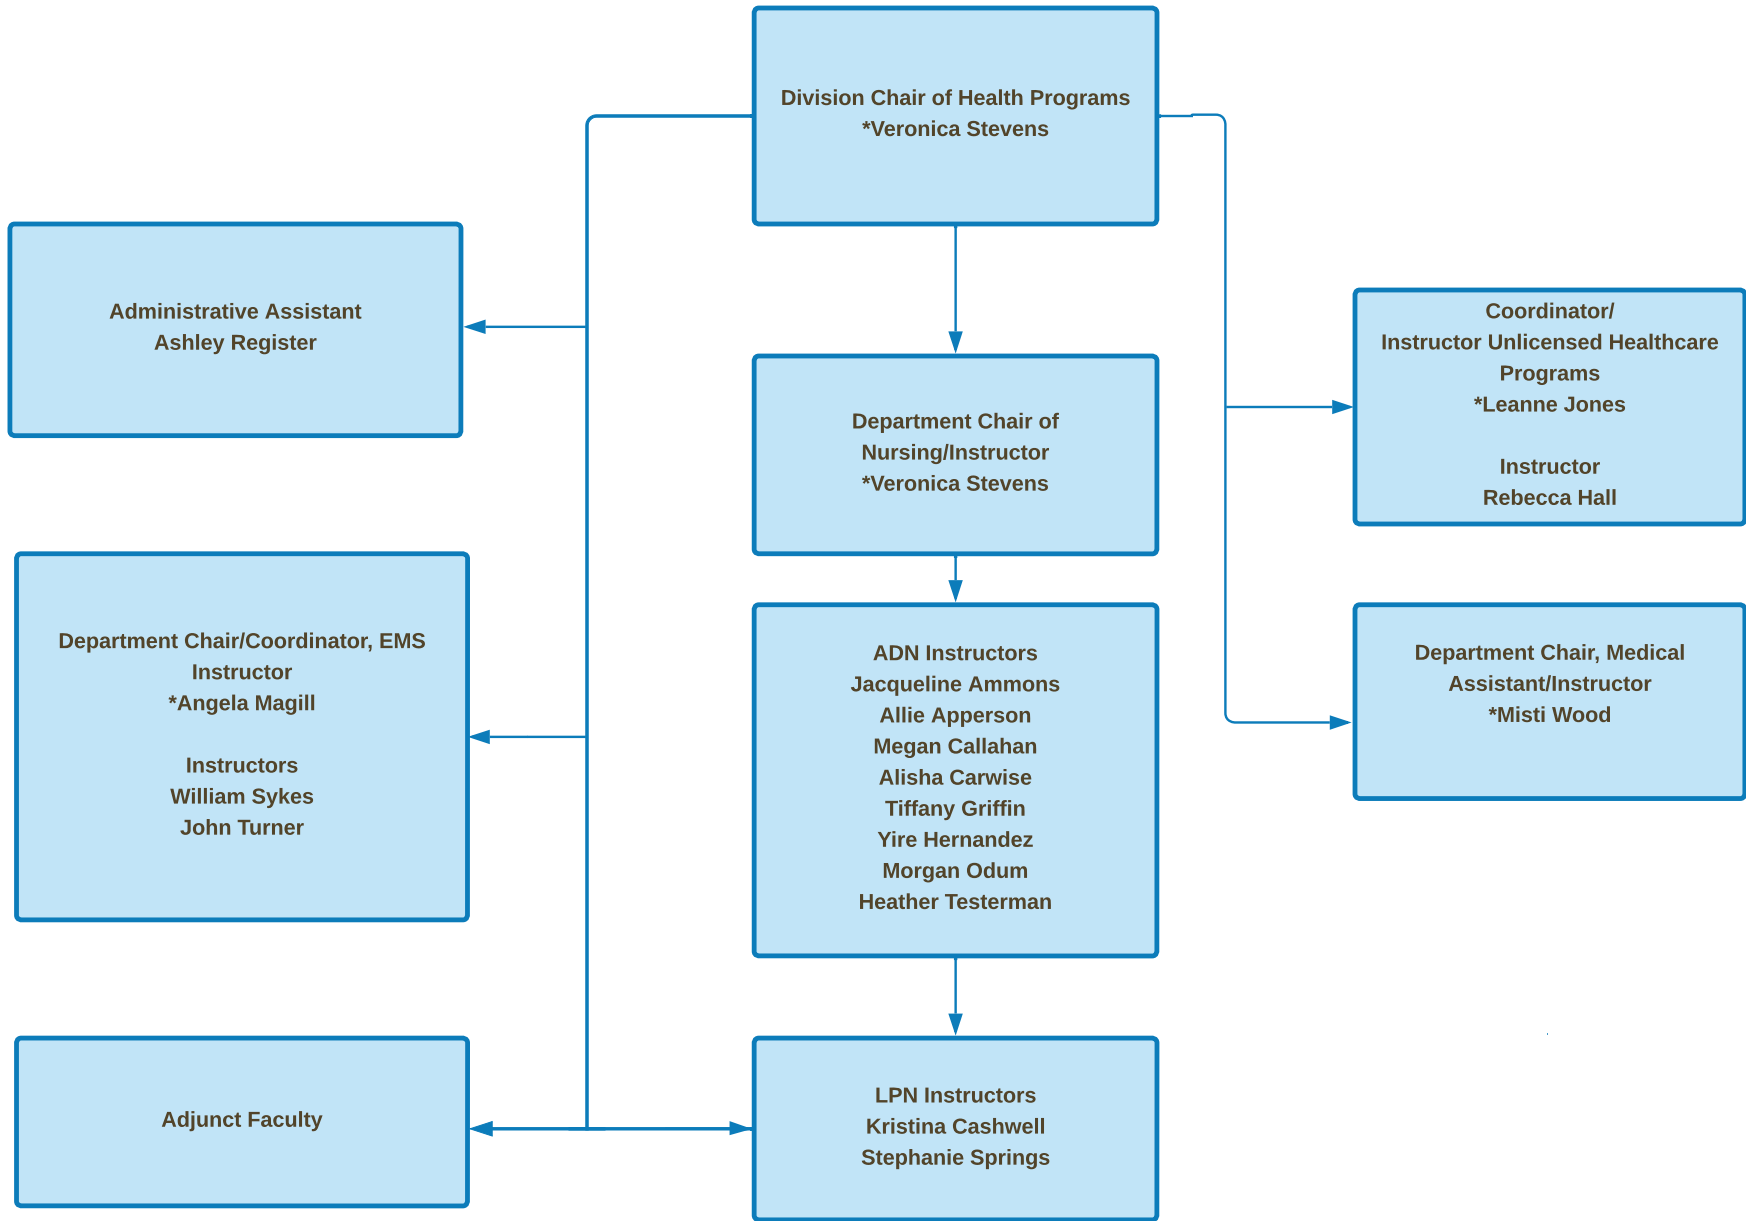 Division Chair of Health Programs
*Veronica Stevens
Administrative Assistant
Ashley Register
Coordinator/
Instructor Unlicensed Healthcare
Programs
*Leanne Jones
Instructor
Rebecca Hall
Department Chair of
Nursing/Instructor
*Veronica Stevens
Department Chair/Coordinator, EMS
Instructor
*Angela Magill
Instructors
William Sykes
John Turner
ADN Instructors
Jacqueline Ammons
Allie Apperson
Megan Callahan
Alisha Carwise
Tiffany Griffin
Yire Hernandez
Morgan Odum
Heather Testerman
Department Chair, Medical
Assistant/Instructor
*Misti Wood
Adjunct Faculty
LPN Instructors
Kristina Cashwell
Stephanie Springs